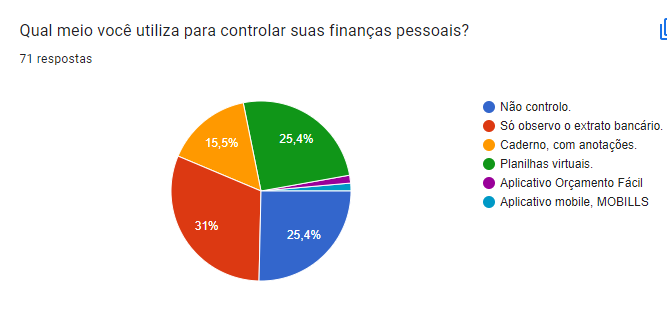 Qual meio você utiliza para controlar suas finanças pessoais?
71 respostas
15,5%
25,4%
31%
25,4%
Não controlo.
Só observo o extrato bancário.
Caderno, com anotações.
Planilhas virtuais.
Aplicativo Orçamento Fácil
Aplicativo mobile, MOBILLS